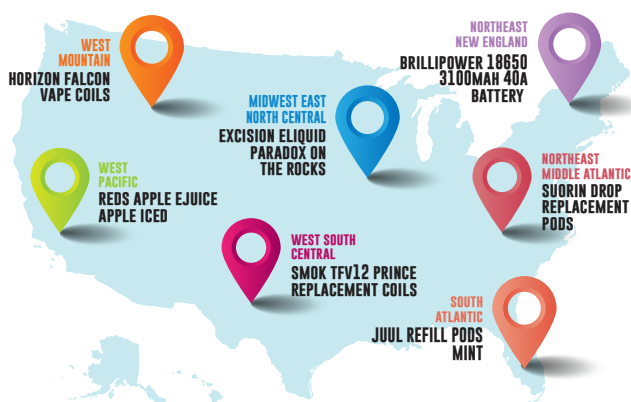 WEST
MOUNTAIN
HORIZON FALCON
VAPE COILS
NORTHEAST
NEW ENGLAND
BRILLIPOWER 18650
3100MAH 40A
BATTERY
MIDWEST EAST
NORTH CENTRAL
EXCISION ELIQUID
PARADOX ON
THE ROCKS
WEST
PACIFIC
REDS APPLE EJUICE
APPLE ICED
NORTHEAST
MIDDLE ATLANTIC
SUORIN DROP
REPLACEMENT
PODS
WEST SOUTH
CENTRAL
SMOK TFV12 PRINCE
REPLACEMENT COILS
SOUTH
ATLANTIC
JUUL REFILL PODS
MINT